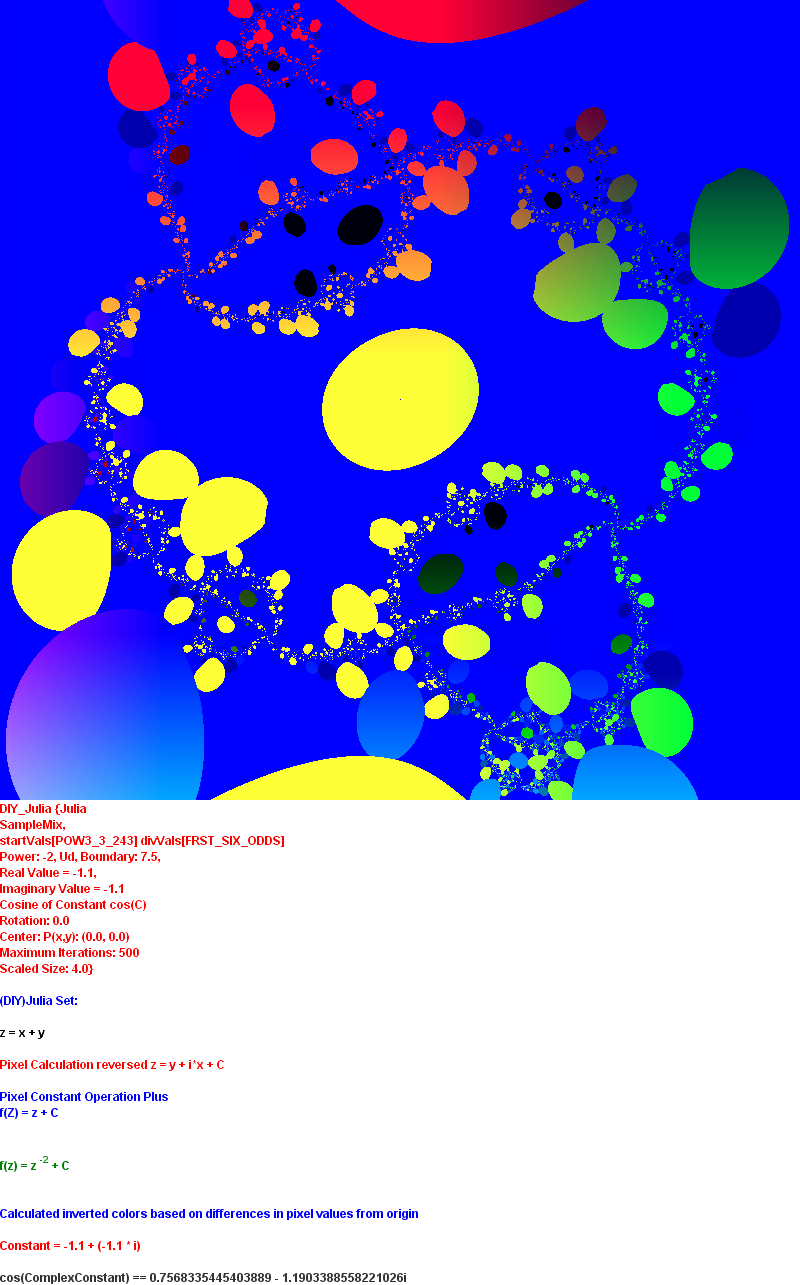 DIY_Julia {Julia
SampleMix,
startVals[POW3_3_243] divVals[FRST_SIX_ODDS]
Power: -2, Ud, Boundary: 7.5,
Real Value = -1.1,
Imaginary Value = -1.1
Cosine of Constant cos(C)
Rotation: 0.0
Center: P(x,y): (0.0, 0.0)
Maximum Iterations: 500
Scaled Size: 4.0}
(DIY)Julia Set:
z = x + y
Pixel Calculation reversed z = y + i*x + C
Pixel Constant Operation Plus
f(Z) = z + C
f(z) = z -2 + C
Calculated inverted colors based on differences in pixel values from origin
Constant = -1.1 + (-1.1 * i)
cos(ComplexConstant) == 0.7568335445403889 - 1.1903388558221026i